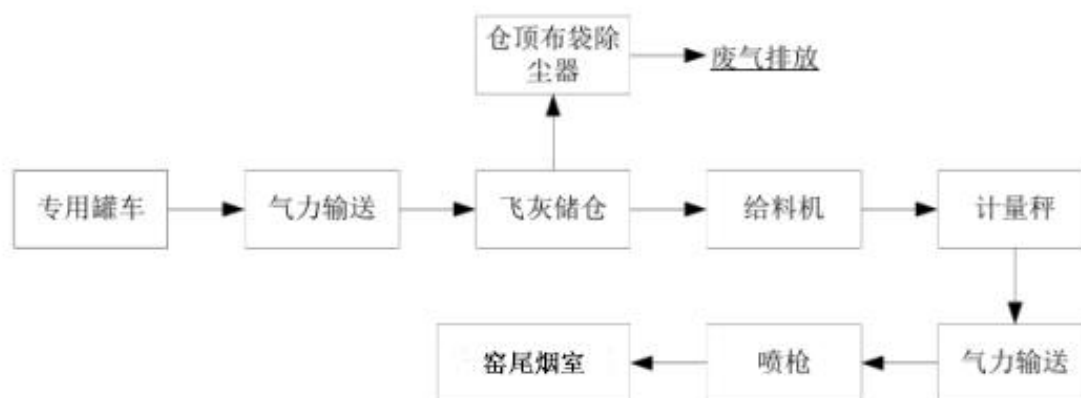 仓顶布袋除
尘器
废气排放
专用罐车
气力输送
飞灰储仓
给料机
计量秤
窑尾烟室
喷枪
气力输送